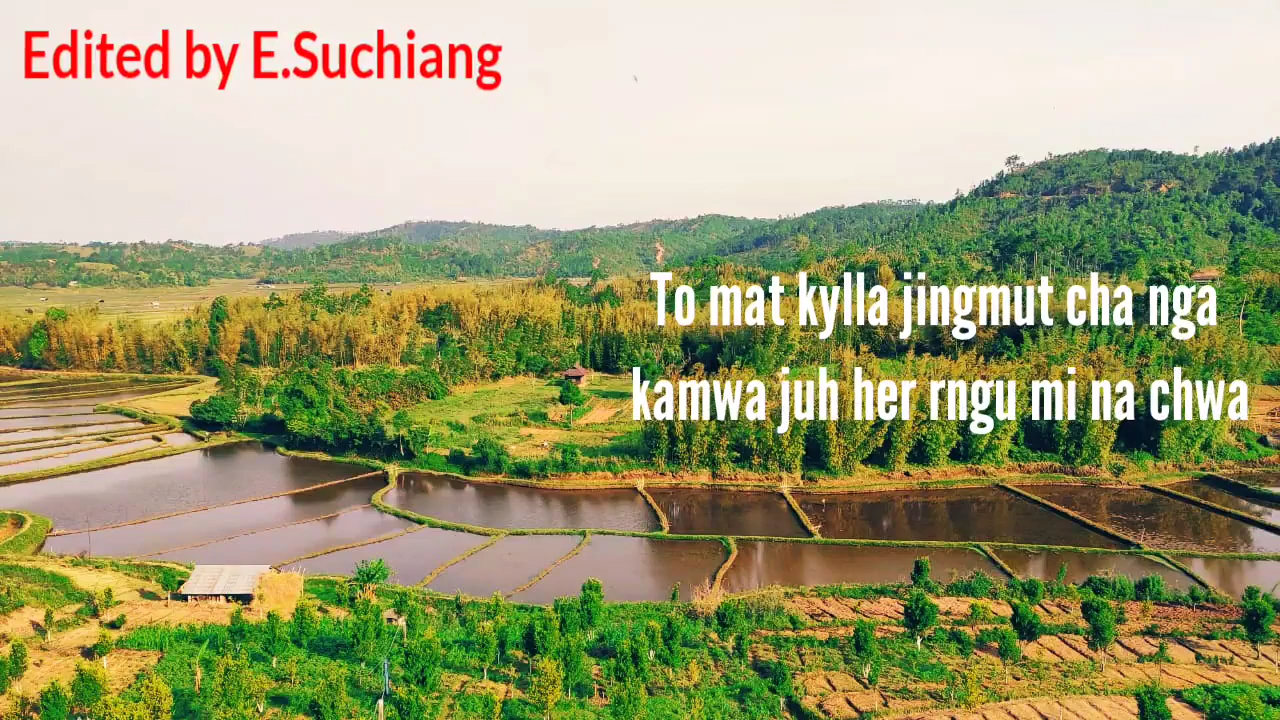 Edited by E.Suchiang
To mat kylla jingmut cha nga
kamwa juh her rngu mi na chwa